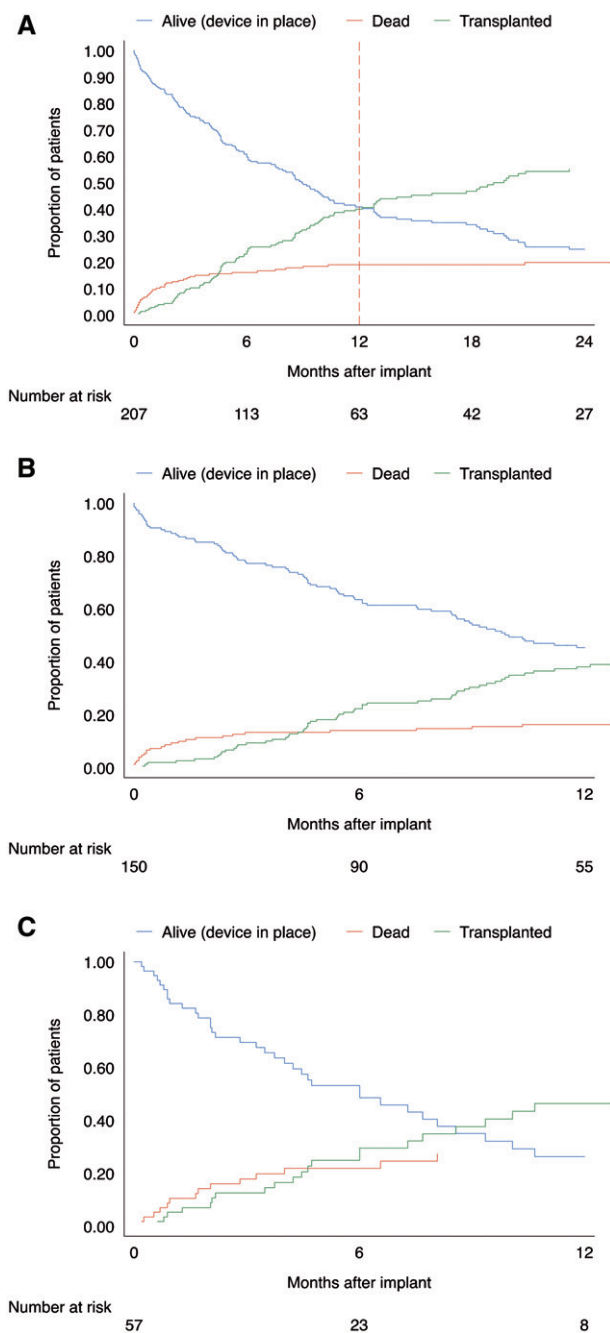 A
Alive (device in place) Dead Transplanted
Proportion of patients
1.00
0.90
0.80
0.70
0.60
0.50
0.40
0.30
0.20
0.10
0.00
0 6 12 18 24
Months after implant
Number at risk
207 113 63 42 27
B
Alive (device in place) Dead Transplanted
Proportion of patients
1.00
0.80
0.60
0.40
0.20
0.00
0 6 12
Months after implant
Number at risk
150 90 55
C
Alive (device in place) Dead Transplanted
Proportion of patients
1.00
0.80
0.60
0.40
0.20
0.00
0 6 12
Months after implant
Number at risk
57 23 8